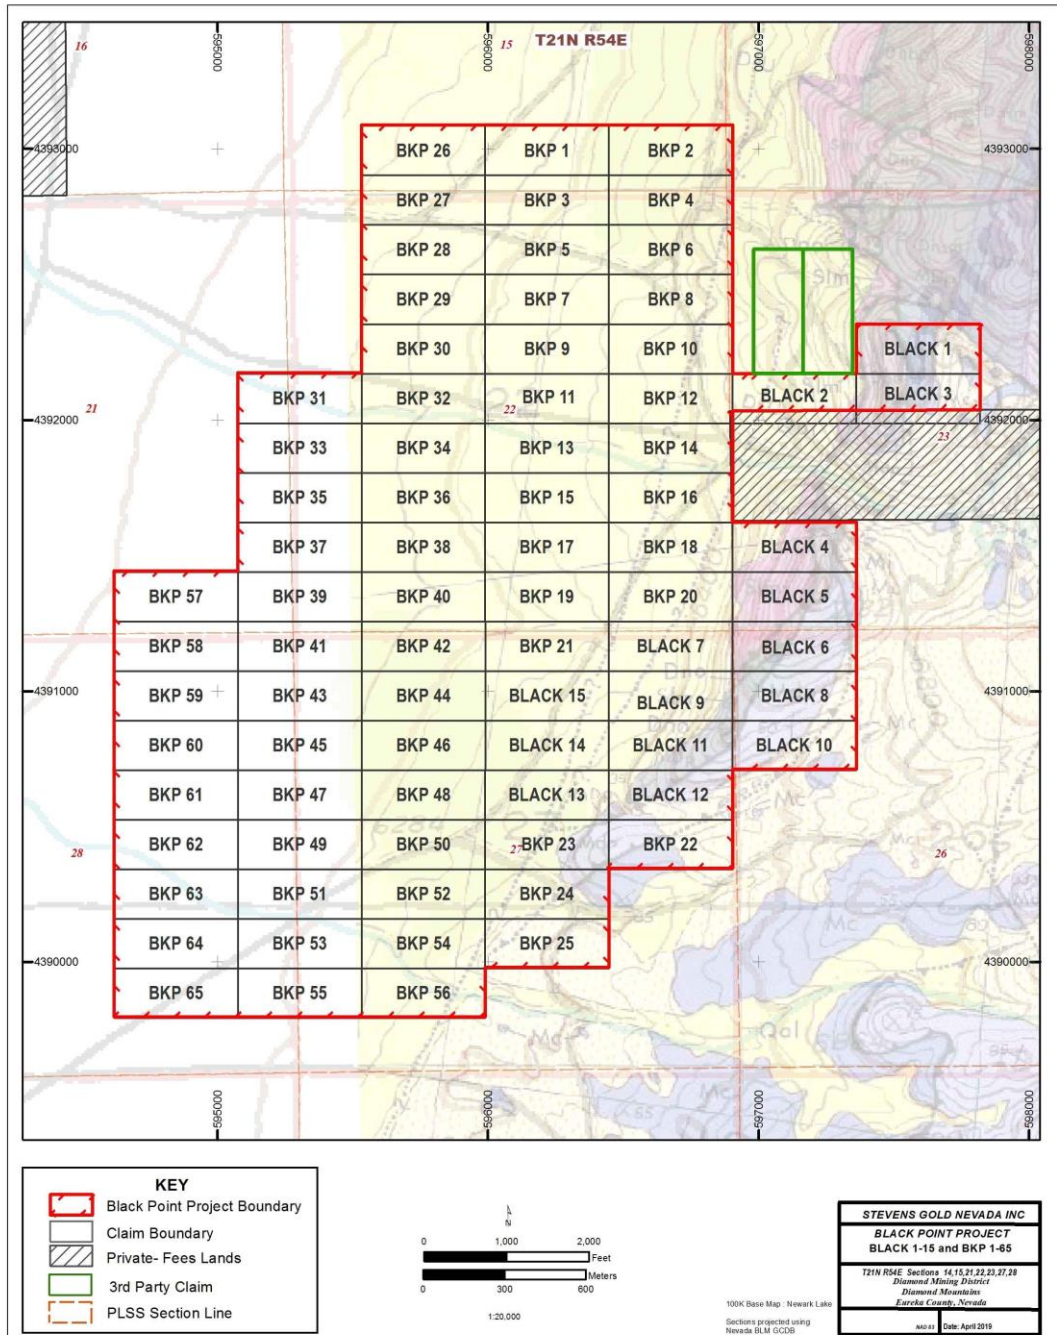 16
15
T21N R54E
595000
596000
597000
598000
4393000
BKP 26
BKP 1
BKP 2
4393000
BKP 27
BKP 3
BKP 4
BKP 28
BKP 5
BKP 6
BKP 29
BKP 7
BKP 8
BKP 30
BKP 9
BKP 10
BLACK 1
BKP 31
BKP 32
BKP 11
BKP 12
BLACK 2
BLACK 3
21
22
4392000
4392000
BKP 33
BKP 34
BKP 13
BKP 14
23
BKP 35
BKP 36
BKP 15
BKP 16
BKP 37
BKP 38
BKP 17
BKP 18
BLACK 4
BKP 57
BKP 39
BKP 40
BKP 19
BKP 20
BLACK 5
BKP 58
BKP 41
BKP 42
BKP 21
BLACK 7
BLACK 6
4391000
BKP 59
BKP 43
BKP 44
BLACK 15
BLACK 9
BLACK 8
4391000
BKP 60
BKP 45
BKP 46
BLACK 14
BLACK 11
BLACK 10
BKP 61
BKP 47
BKP 48
BLACK 13
BLACK 12
6284
28
BKP 62
BKP 49
BKP 50
27
BKP 23
BKP 22
26
BKP 63
BKP 51
BKP 52
BKP 24
BKP 64
BKP 53
BKP 54
BKP 25
Mc
4390000
4390000
BKP 65
BKP 55
BKP 56
Qal
595000
596000
597000
598000
KEY
Black Point Project Boundary
Claim Boundary
Private- Fees Lands
3rd Party Claim
PLSS Section Line
N
0 1,000 2,000
Feet
Meters
0 300 600
1:20,000
100K Base Map : Newark Lake
Sections projected using
Nevada BLM GCDB
STEVENS GOLD NEVADA INC
BLACK POINT PROJECT
BLACK 1-15 and BKP 1-65
T21N R54E Sections 14,15,21,22,23,27,28
Diamond Mining District
Diamond Mountains
Eureka County, Nevada
NAD 83
Date: April 2019